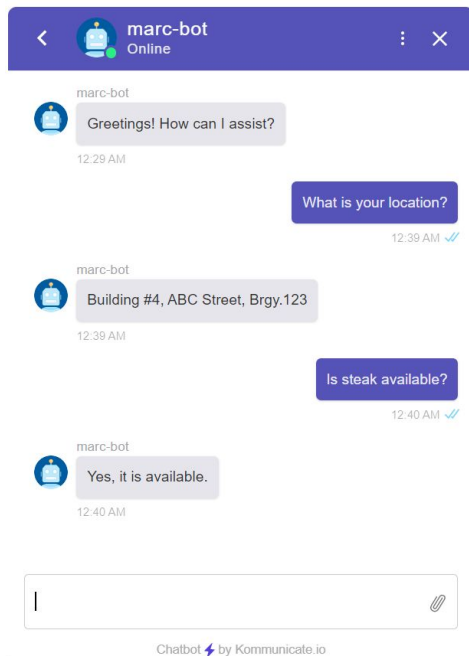 marc-bot
Online
marc-bot
Greetings! How can I assist?
12:29 AM
What is your location?
12:39 AM
marc-bot
Building #4, ABC Street, Brgy.123
12:39 AM
Is steak available?
12:40 AM
marc-bot
Yes, it is available.
12:40 AM
Chatbot by Kommunicate.io